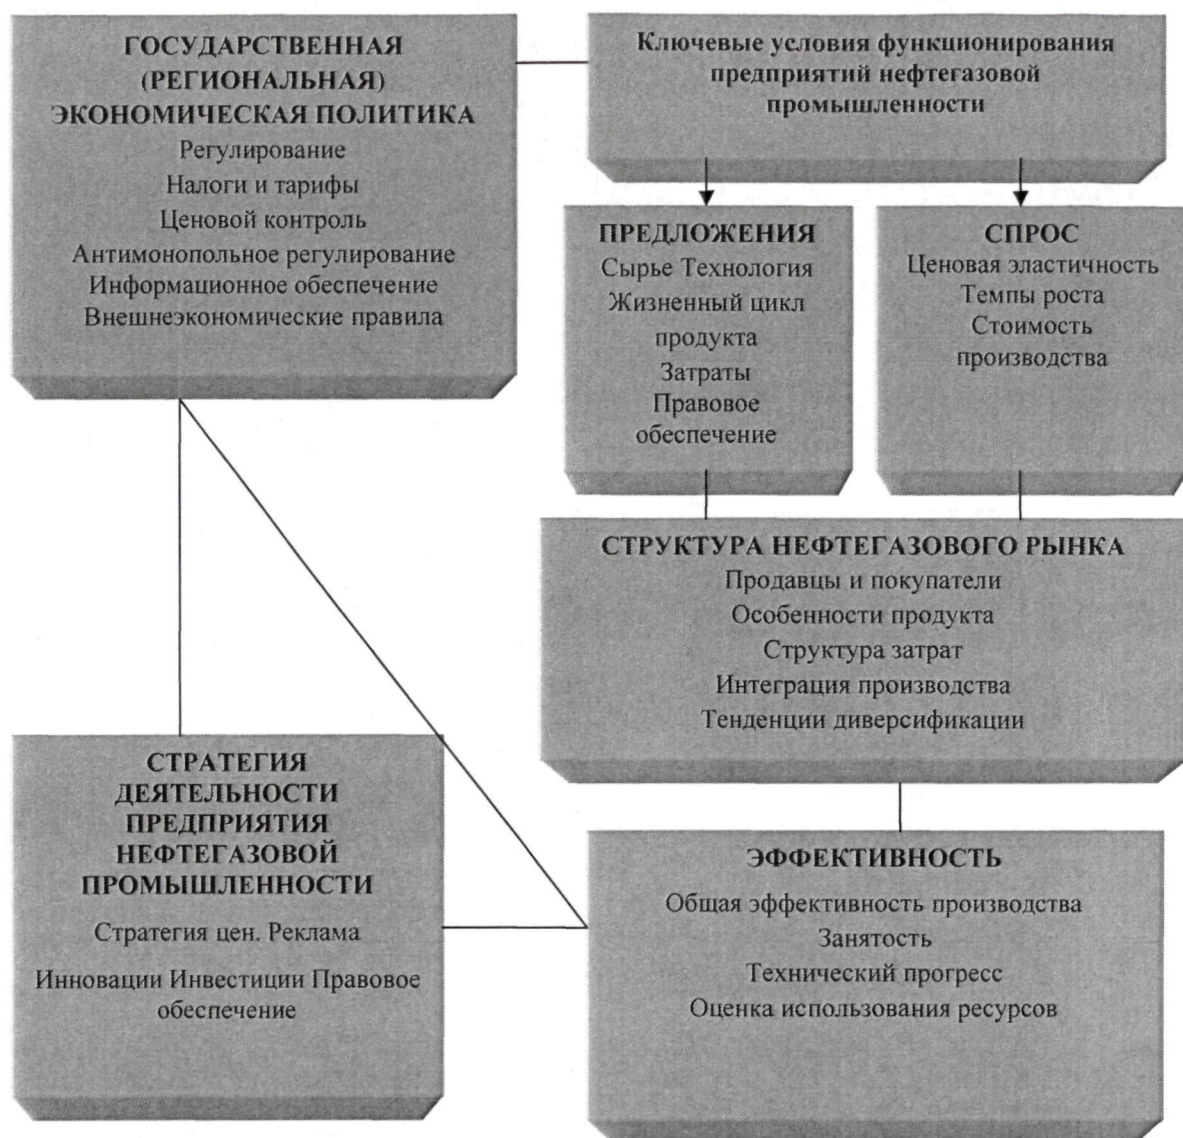 ГОСУДАРСТВЕННАЯ
(РЕГИОНАЛЬНАЯ)
ЭКОНОМИЧЕСКАЯ ПОЛИТИКА
Регулирование
Налоги и тарифы
Ценовой контроль
Антимонопольное регулирование
Информационное обеспечение
Внешнеэкономические правила
Ключевые условия функционирования
предприятий нефтегазовой
промышленности
ПРЕДЛОЖЕНИЯ
Сырье Технология
Жизненный цикл
продукта
Затраты
Правовое
обеспечение
СПРОС
Ценовая эластичность
Темпы роста
Стоимость
производства
СТРУКТУРА НЕФТЕГАЗОВОГО РЫНКА
Продавцы и покупатели
Особенности продукта
Структура затрат
Интеграция производства
Тенденции диверсификации
СТРАТЕГИЯ
ДЕЯТЕЛЬНОСТИ
ПРЕДПРИЯТИЯ
НЕФТЕГАЗОВОЙ
ПРОМЫШЛЕННОСТИ
Стратегия цен. Реклама
Инновации Инвестиции Правовое
обеспечение
ЭФФЕКТИВНОСТЬ
Общая эффективность производства
Занятость
Технический прогресс
Оценка использования ресурсов